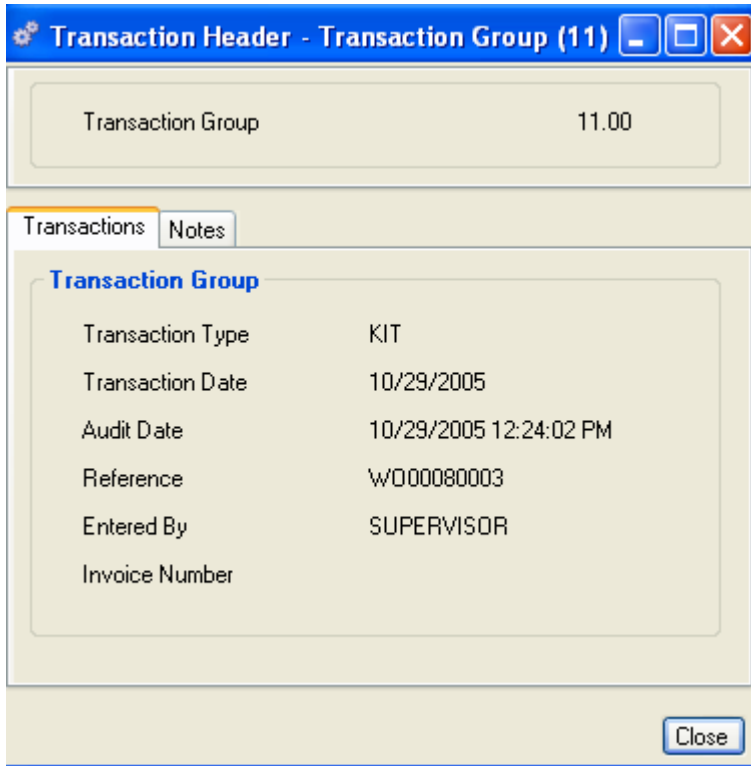 Transaction Header - Transaction Group (11)
Transaction Group 11.00
Transactions Notes
Transaction Group
Transaction Type KIT
Transaction Date 10/29/2005
Audit Date 10/29/2005 12:24:02 PM
Reference WO00080003
Entered By SUPERVISOR
Invoice Number
Close